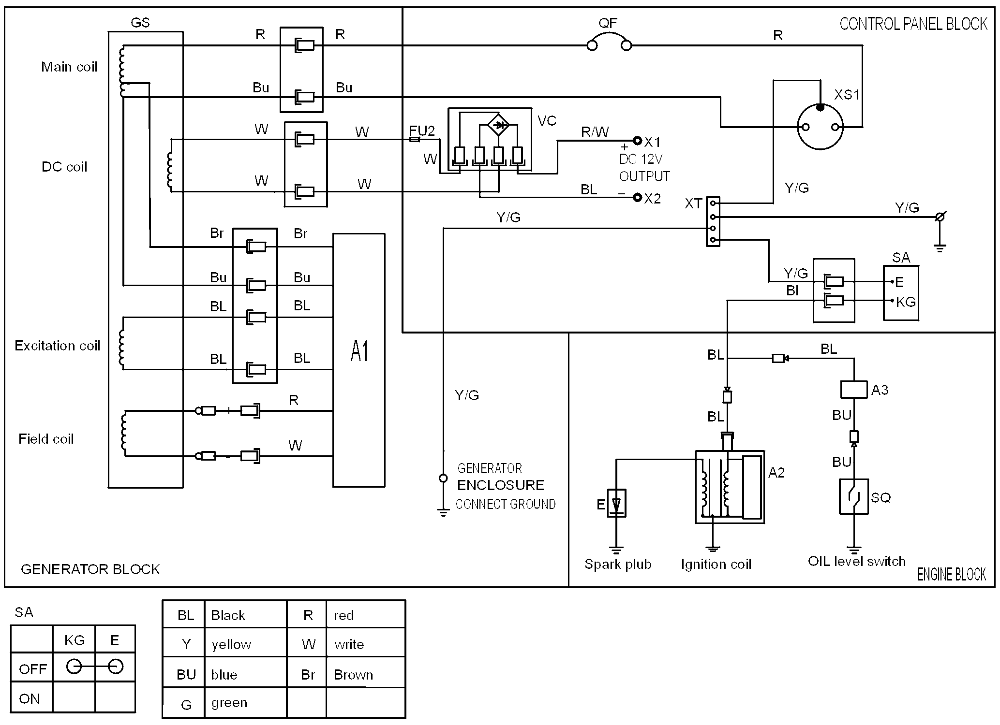 GS
QF
CONTROL PANEL BLOCK
R
R
R
Main coil
Bu
Bu
XS1
VC
W
W
FU2
R/W
X1
+
W
DC 12V
DC coil
OUTPUT
W
W
BL
−
X2
Y/G
XT
Y/G
Y/G
Br
Br
SA
Y/G
E
Bu
Bu
Bl
KG
BL
BL
Excitation coil
A1
BL
BL
BL
BL
A3
Y/G
R
BU
BL
Field coil
W
BU
GENERATOR
ENCLOSURE
CONNECT GROUND
A2
E
SQ
Spark plub
Ignition coil
OIL level switch
GENERATOR BLOCK
ENGINE BLOCK
SA
KG E
OFF
ON
BL Black R red
Y yellow W write
BU blue Br Brown
G green